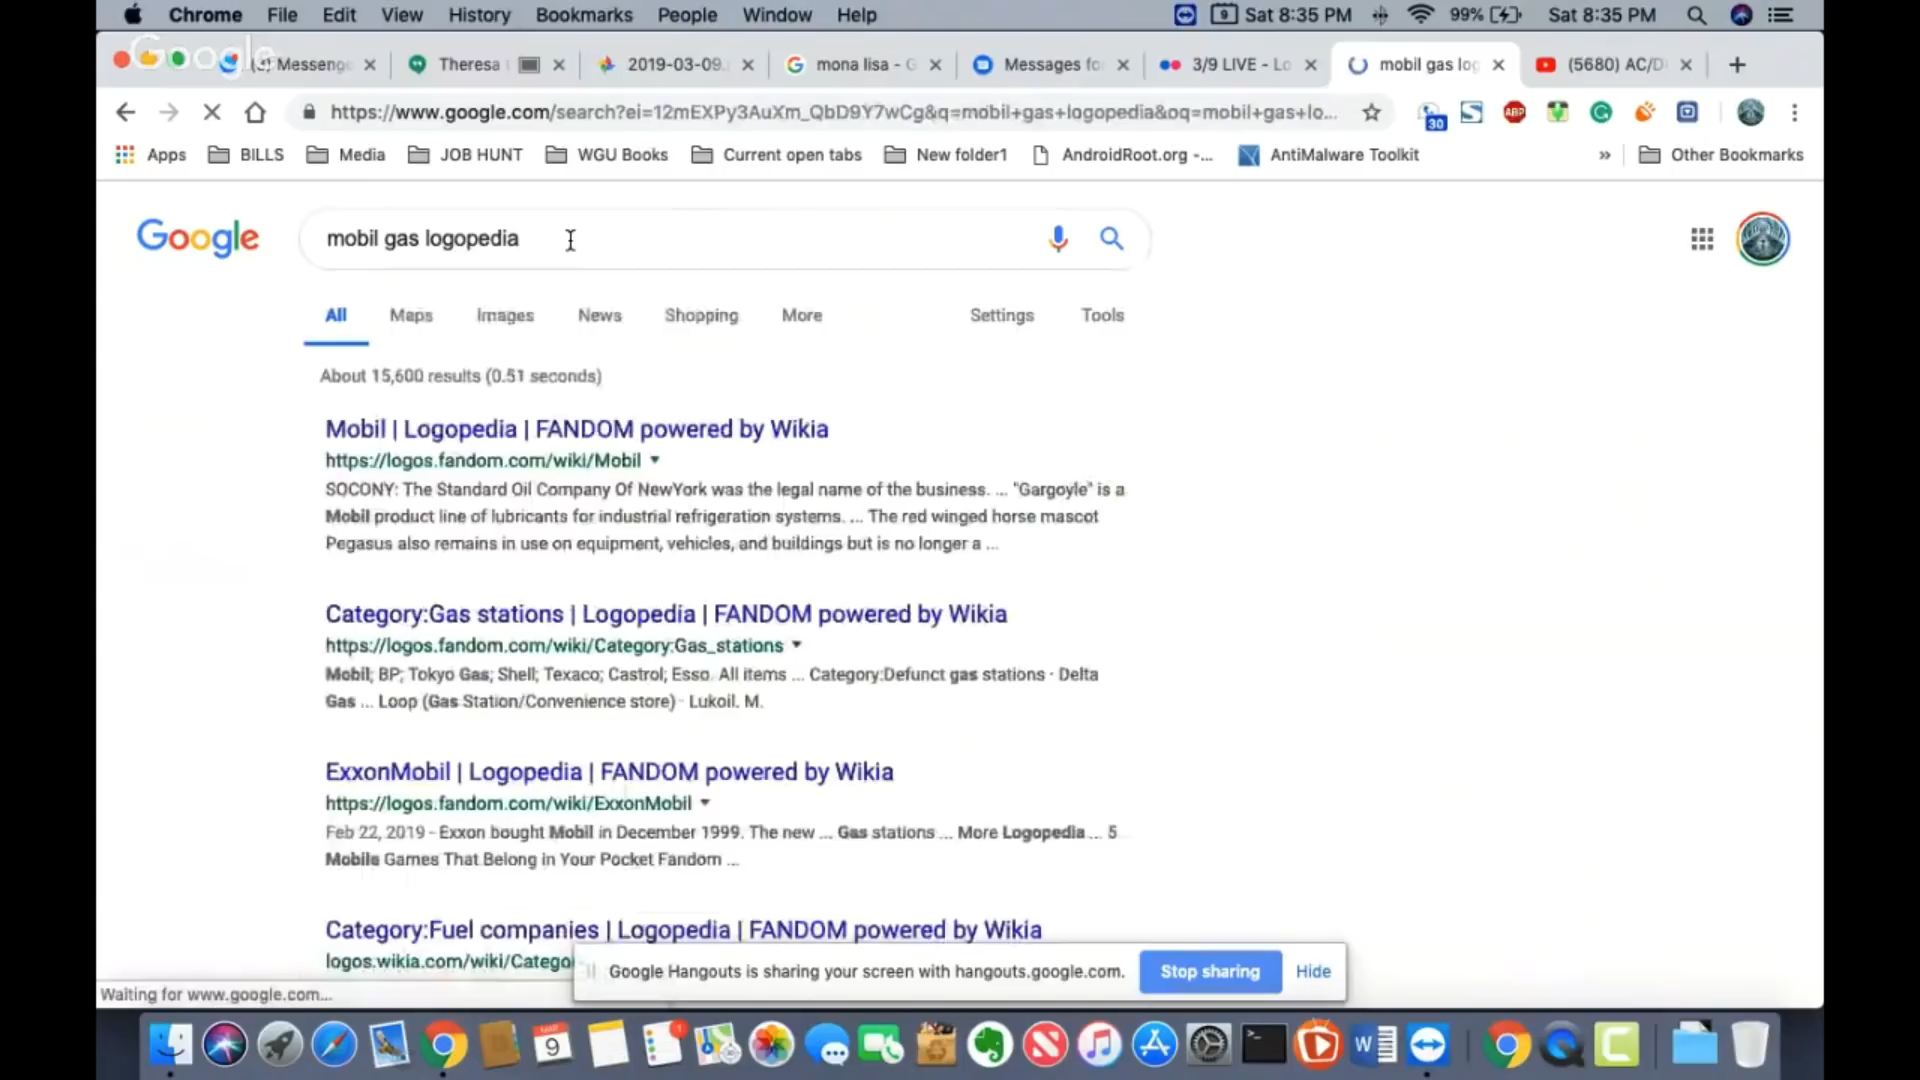 Chrome File Edit View History Bookmarks People Window Help 9 Sat 8:35 PM 99% Sat 8:35 PM
Google
Messeng Theresa 2019-03-09. mona lisa - G Messages fo 3/9 LIVE - Lo mobil gas log (5680) AC/D
https://www.google.com/search?ei=12mEXPy3AuXm_QbD9Y7wCg&q=mobil+gas+logopedia&oq=mobil+gas+lo... 30 ABP
Apps BILLS Media JOB HUNT WGU Books Current open tabs New folder1 AndroidRoot.org -... AntiMalware Toolkit » Other Bookmarks
Google mobil gas logopedia
All Maps Images News Shopping More Settings Tools
About 15,600 results (0.51 seconds)
Mobil | Logopedia | FANDOM powered by Wikia
https://logos.fandom.com/wiki/Mobil
SOCONY: The Standard Oil Company Of NewYork was the legal name of the business. ... "Gargoyle" is a
Mobil product line of lubricants for industrial refrigeration systems. ... The red winged horse mascot
Pegasus also remains in use on equipment, vehicles, and buildings but is no longer a ...
Category:Gas stations | Logopedia | FANDOM powered by Wikia
https://logos.fandom.com/wiki/Category:Gas_stations
Mobil; BP; Tokyo Gas; Shell; Texaco; Castrol; Esso. All items ... Category:Defunct gas stations · Delta
Gas ... Loop (Gas Station/Convenience store) · Lukoil. M.
ExxonMobil | Logopedia | FANDOM powered by Wikia
https://logos.fandom.com/wiki/ExxonMobil
Feb 22, 2019 - Exxon bought Mobil in December 1999. The new ... Gas stations ... More Logopedia ... 5
Mobile Games That Belong in Your Pocket Fandom ...
Category:Fuel companies | Logopedia | FANDOM powered by Wikia
logos.wikia.com/wiki/Catego
Google Hangouts is sharing your screen with hangouts.google.com. Stop sharing Hide
Waiting for www.google.com...
MAR 9 1 W